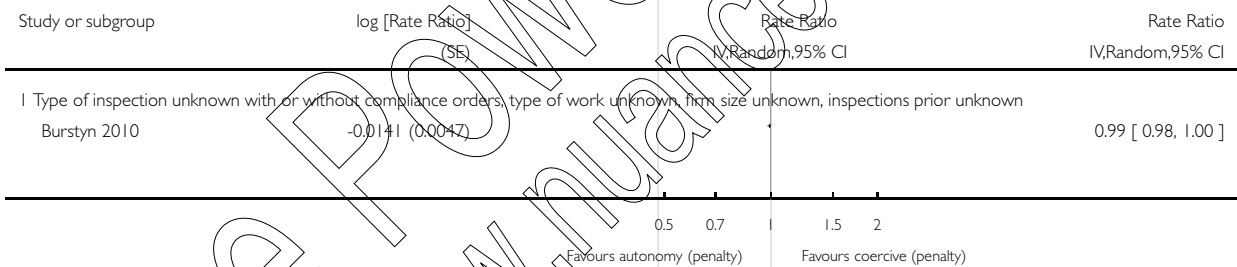 Study or subgroup log [Rate Ratio] Rate Ratio Rate Ratio
(SE) IV,Random,95% CI IV,Random,95% CI
1 Type of inspection unknown with or without compliance orders, type of work unknown, firm size unknown, inspections prior unknown
Burstyn 2010 -0.0141 (0.0047) 0.99 [ 0.98, 1.00 ]
0.5 0.7 1 1.5 2
Favours autonomy (penalty) Favours coercive (penalty)